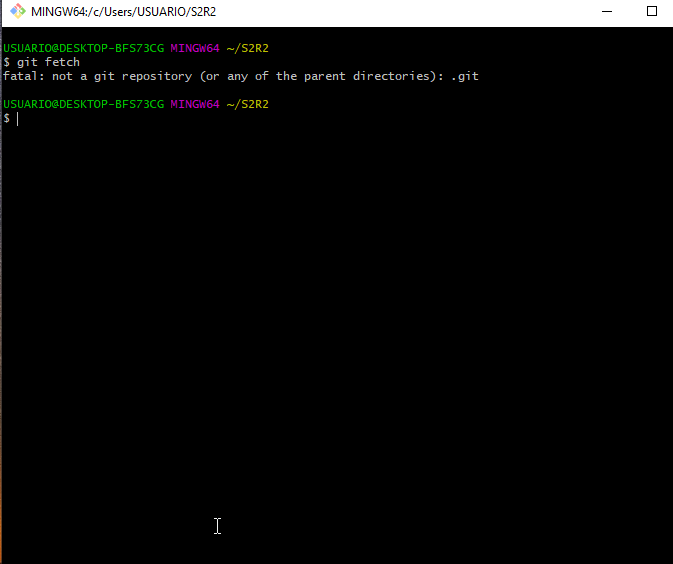 MINGW64:/c/Users/USUARIO/S2R2
USUARIO@DESKTOP-BFS73CG MINGW64 ~/S2R2
$ git fetch
fatal: not a git repository (or any of the parent directories): .git
USUARIO@DESKTOP-BFS73CG MINGW64 ~/S2R2
$